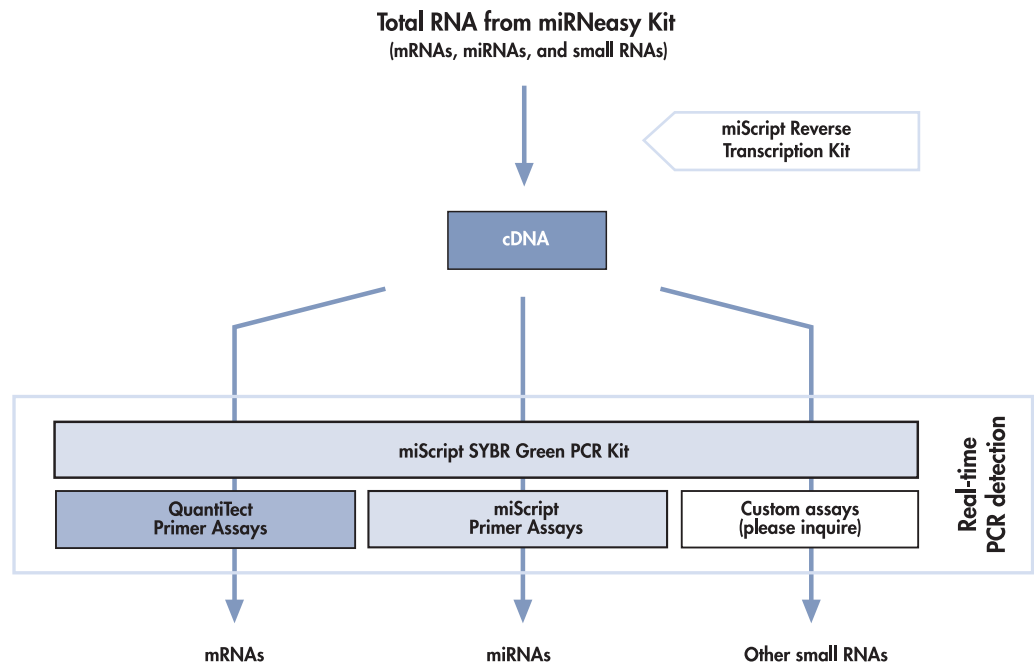 Total RNA from miRNeasy Kit
(mRNAs, miRNAs, and small RNAs)
miScript Reverse
Transcription Kit
cDNA
miScript SYBR Green PCR Kit
QuantiTect
Primer Assays
miScript
Primer Assays
Custom assays
(please inquire)
Real-time
PCR detection
mRNAs
miRNAs
Other small RNAs